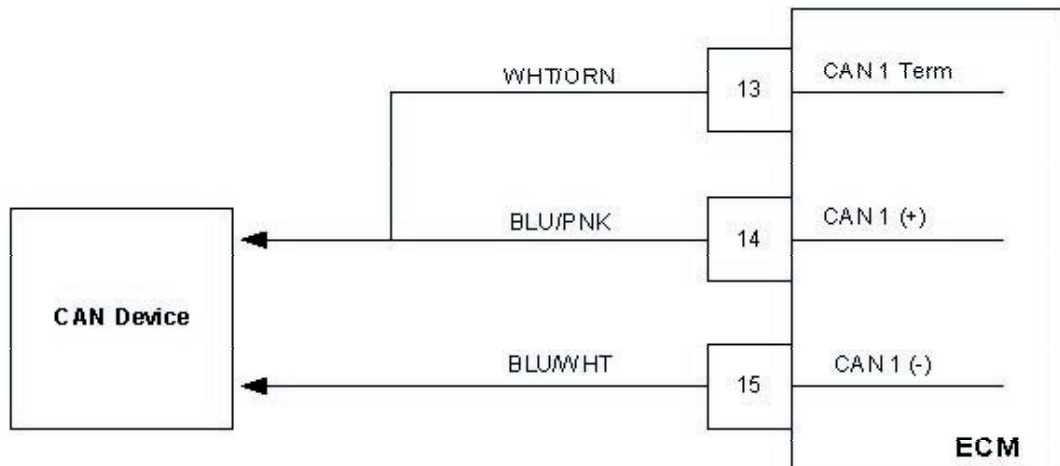 WHT/ORN
13
CAN 1 Term
BLU/PNK
14
CAN 1 (+)
CAN Device
BLU/WHT
15
CAN 1 (-)
ECM